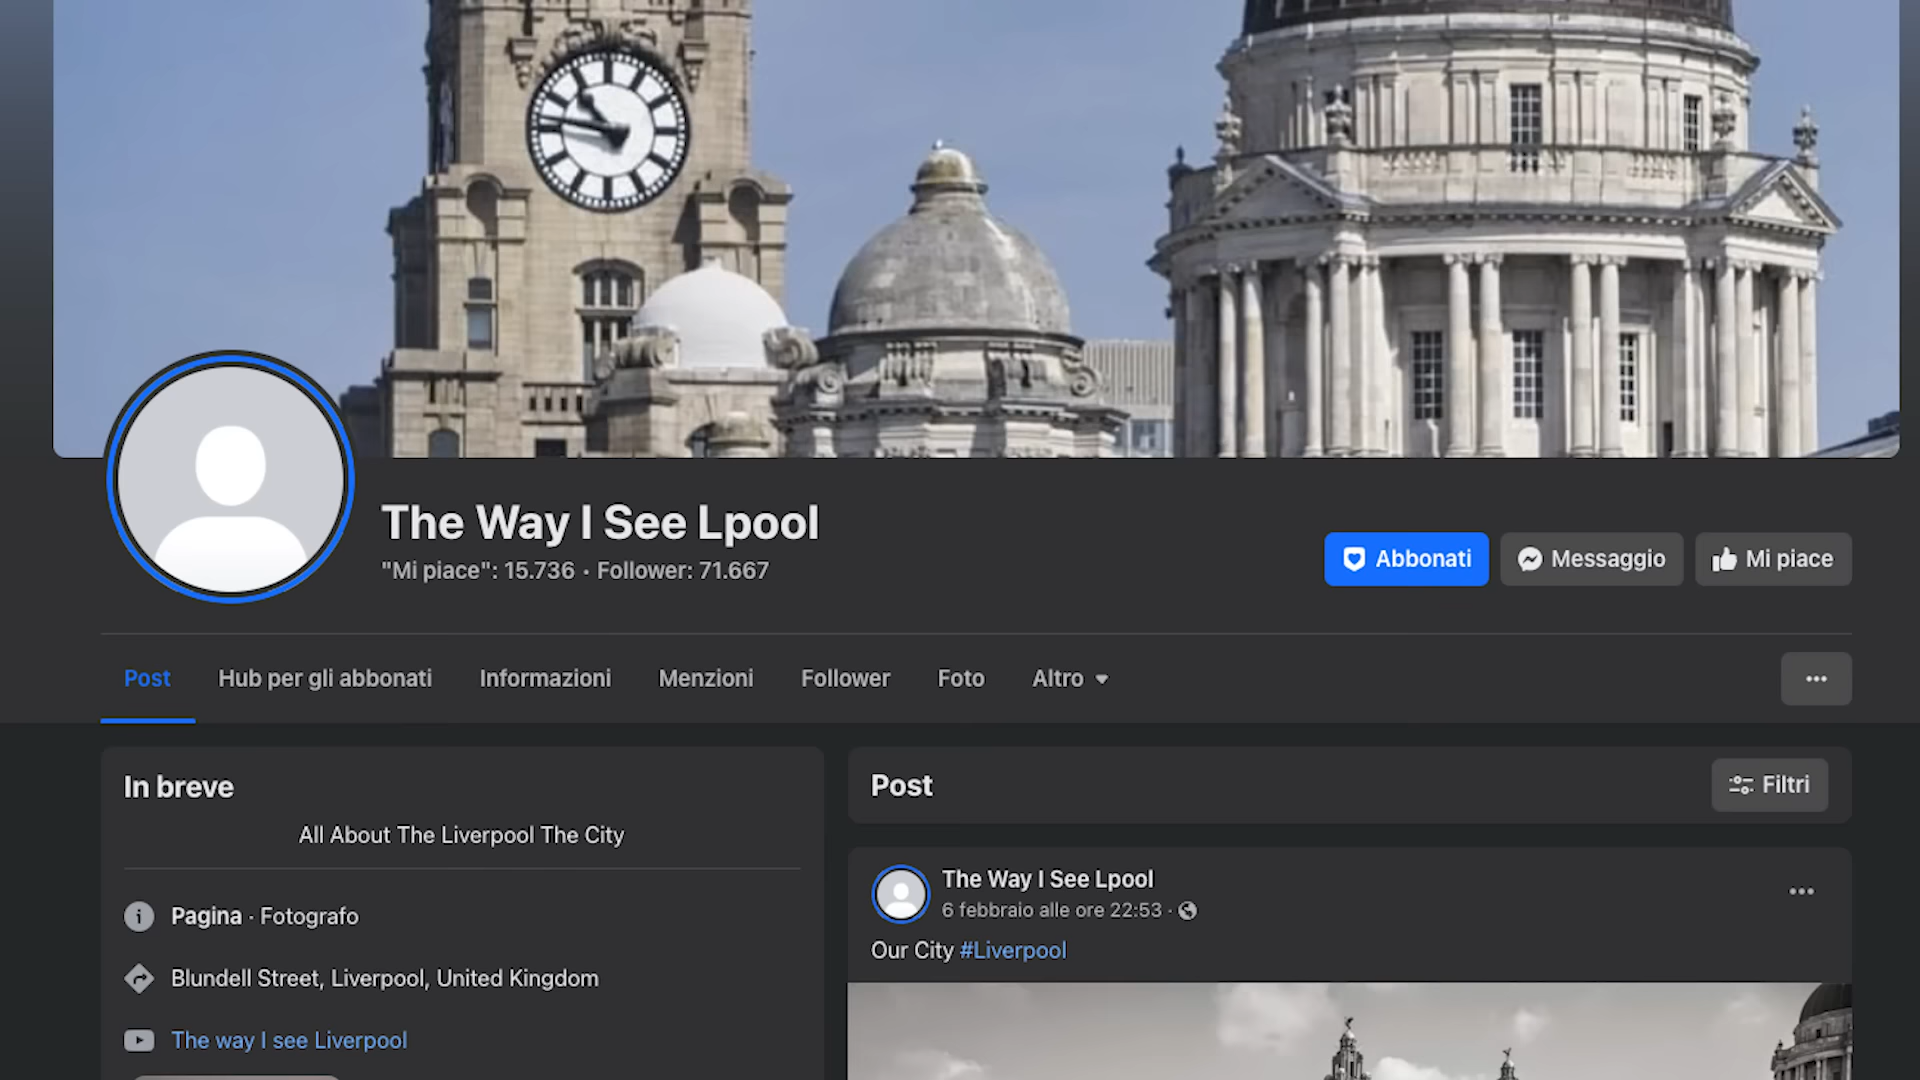 The Way I See Lpool
"Mi piace": 15.736 · Follower: 71.667
Abbonati
Messaggio
Mi piace
Post
Hub per gli abbonati
Informazioni
Menzioni
Follower
Foto
Altro
In breve
All About The Liverpool The City
Pagina · Fotografo
Blundell Street, Liverpool, United Kingdom
The way I see Liverpool
Post
Filtri
The Way I See Lpool
6 febbraio alle ore 22:53 ·
Our City #Liverpool